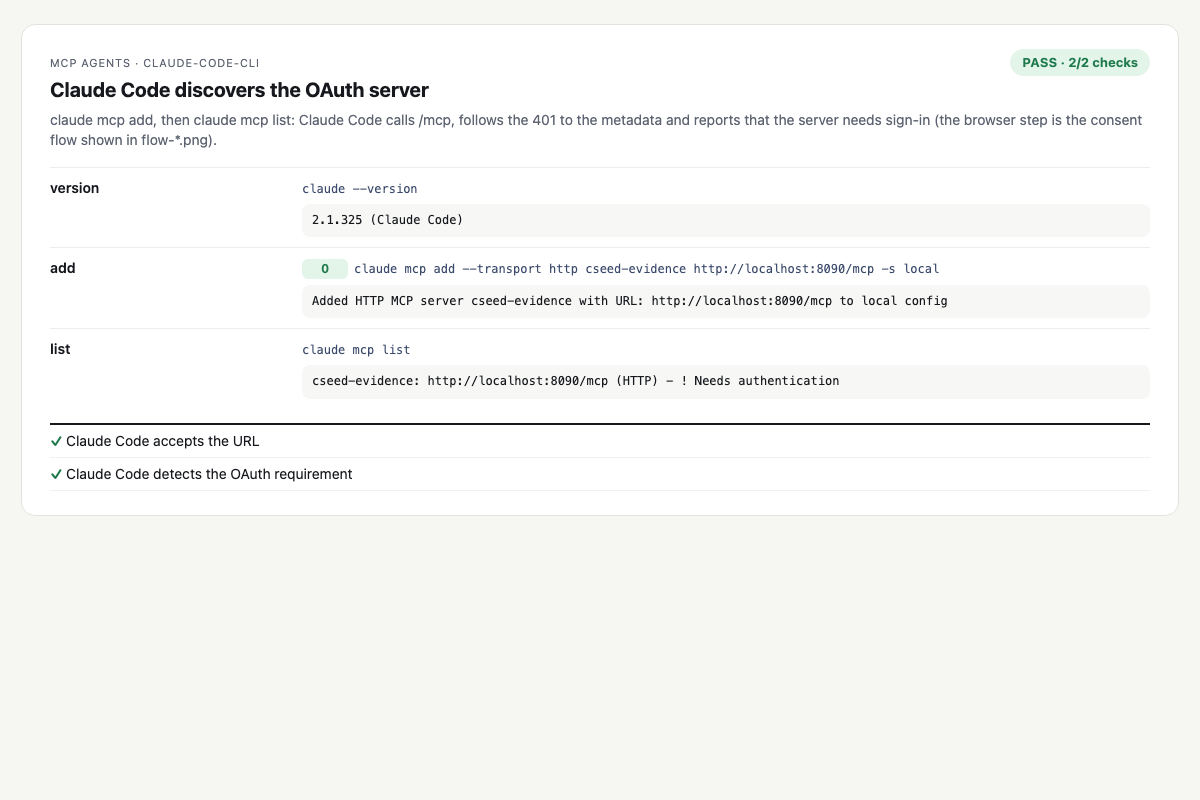 MCP AGENTS · CLAUDE-CODE-CLI
PASS · 2/2 checks
Claude Code discovers the OAuth server
claude mcp add, then claude mcp list: Claude Code calls /mcp, follows the 401 to the metadata and reports that the server needs sign-in (the browser step is the consent
flow shown in flow-*.png).
version
claude --version
2.1.325 (Claude Code)
add
0 claude mcp add --transport http cseed-evidence http://localhost:8090/mcp -s local
Added HTTP MCP server cseed-evidence with URL: http://localhost:8090/mcp to local config
list
claude mcp list
cseed-evidence: http://localhost:8090/mcp (HTTP) - ! Needs authentication
✓ Claude Code accepts the URL
✓ Claude Code detects the OAuth requirement